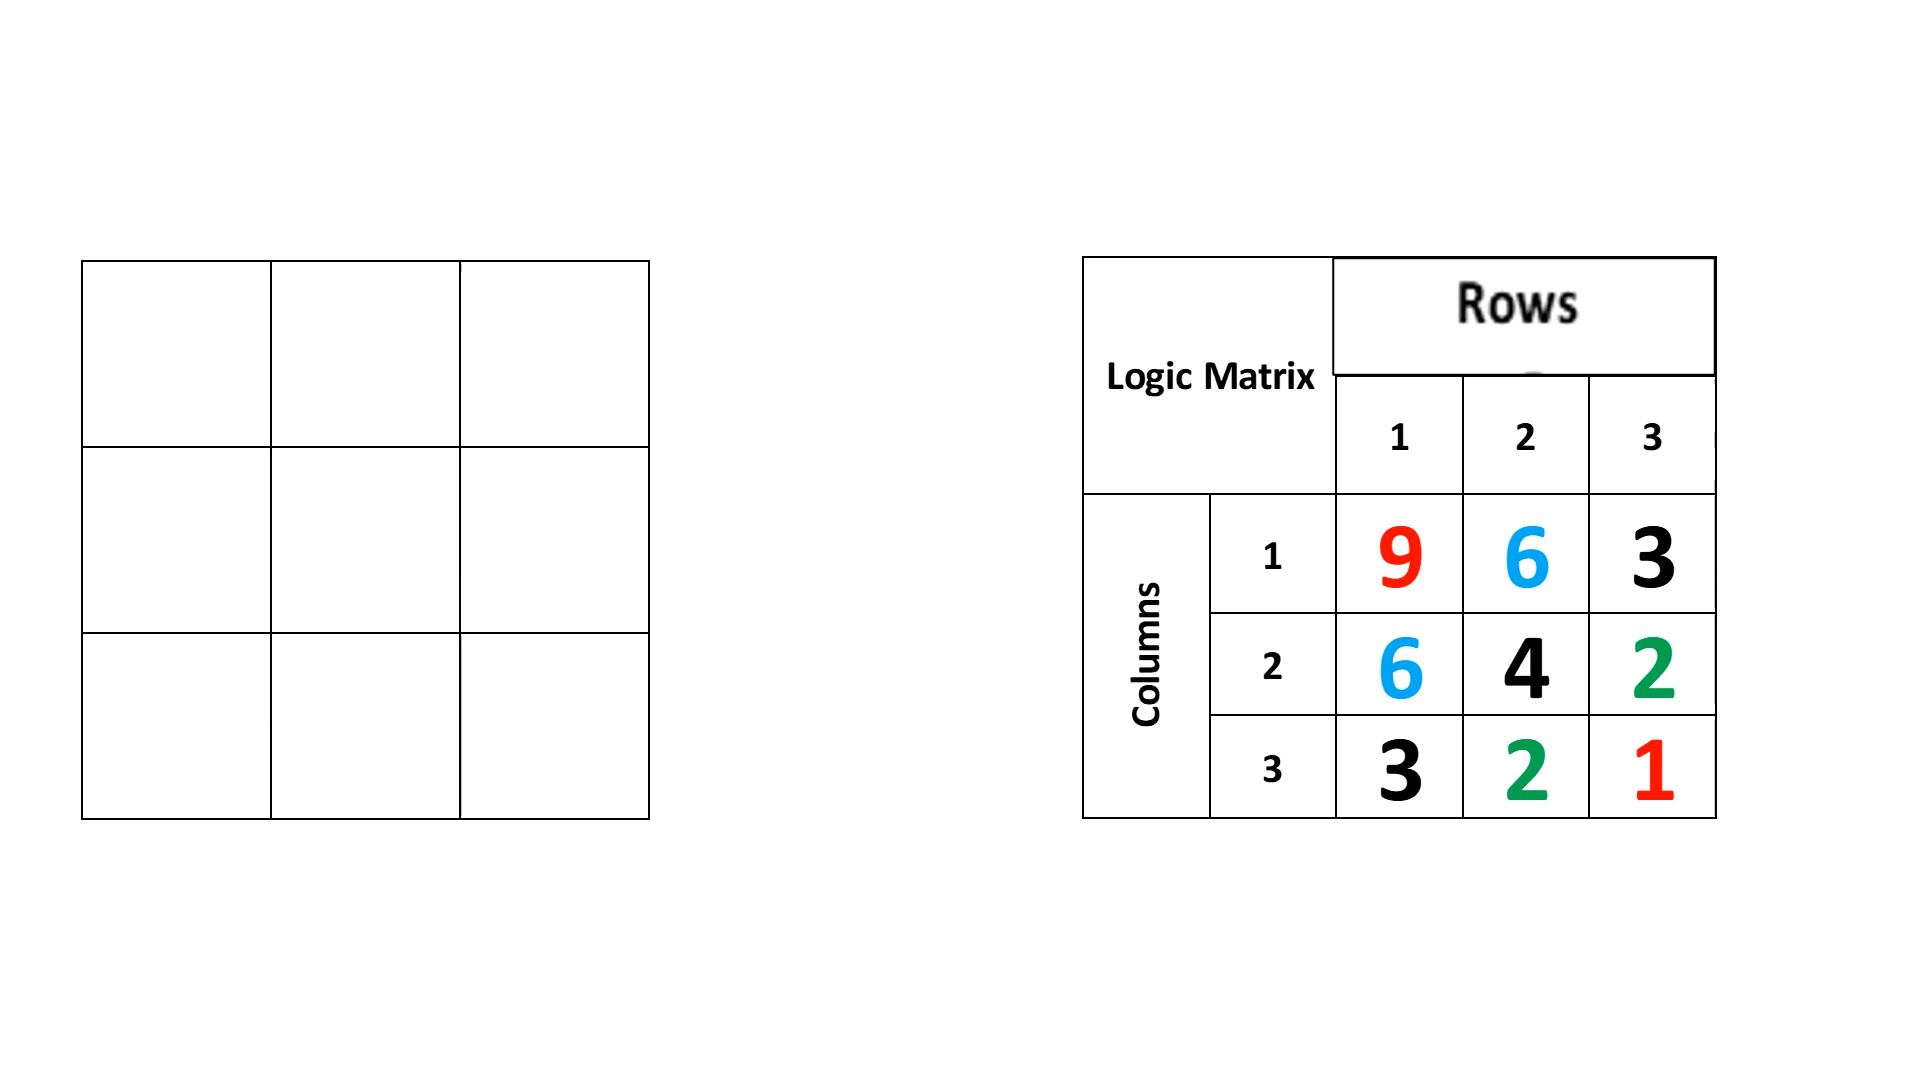 Rows
Logic Matrix
1 2 3
Columns
1 9 6 3
2 6 4 2
3 3 2 1